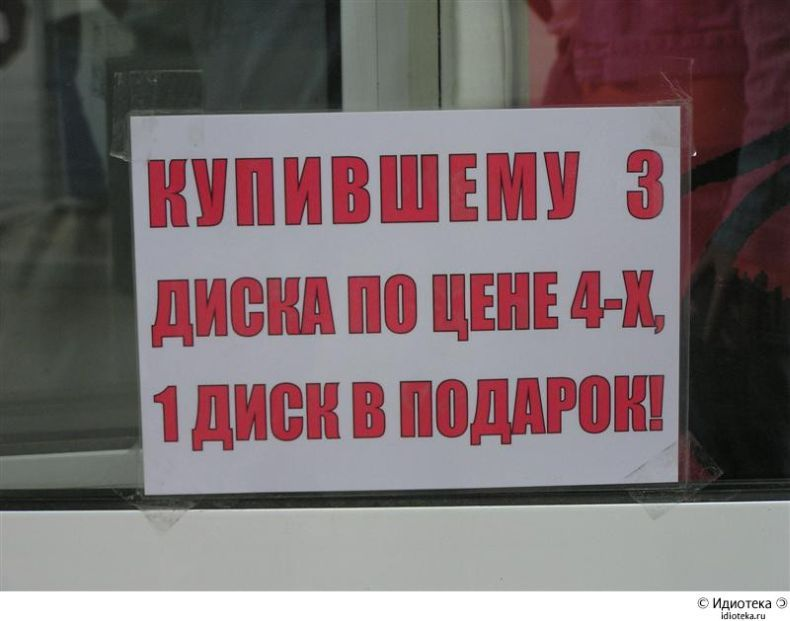 КУПИВШЕМУ 3
ДИСКА ПО ЦЕНЕ 4-Х,
1 ДИСК В ПОДАРОК!
© Идиотека Э
idioteka.ru